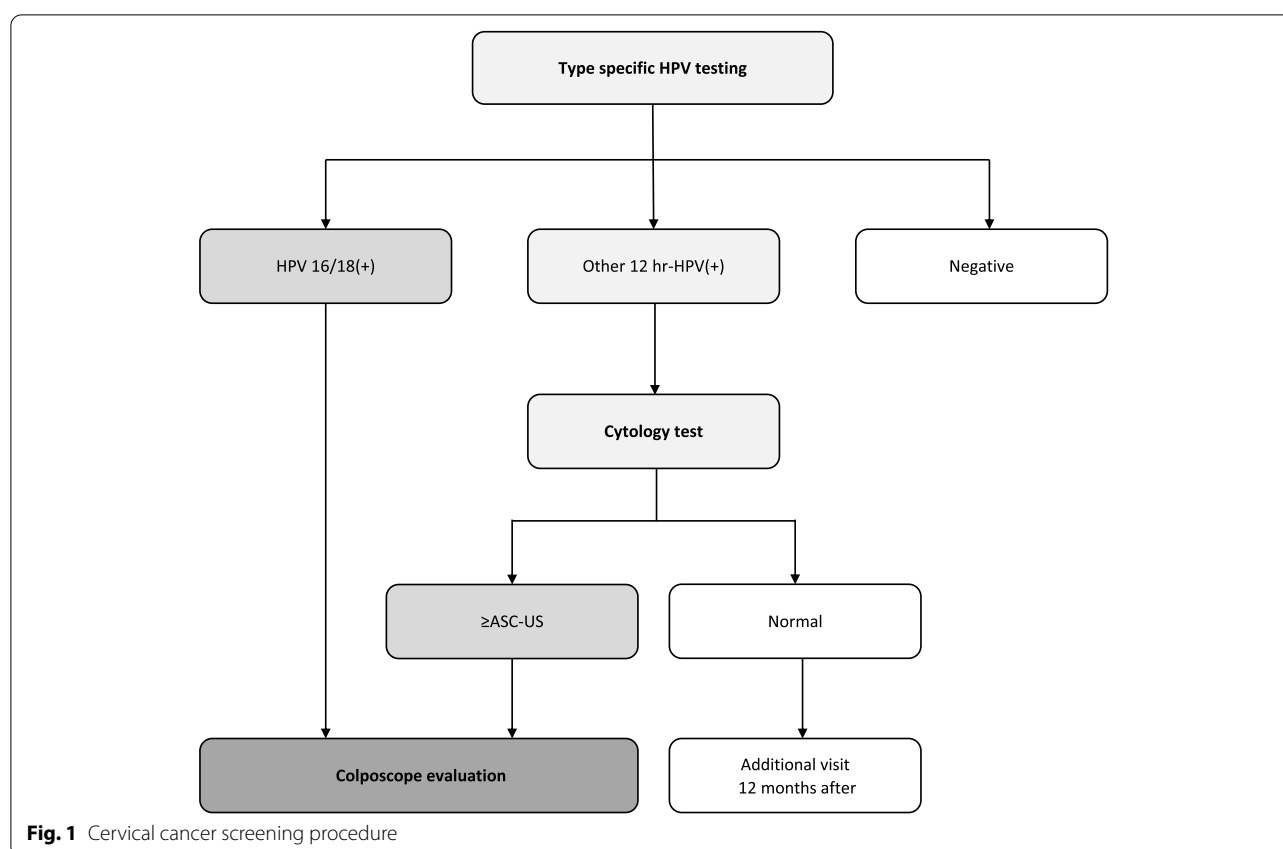 Type specific HPV testing
HPV 16/18(+)
Other 12 hr-HPV(+)
Negative
Cytology test
≥ASC-US
Normal
Colposcope evaluation
Additional visit
12 months after
Fig. 1 Cervical cancer screening procedure